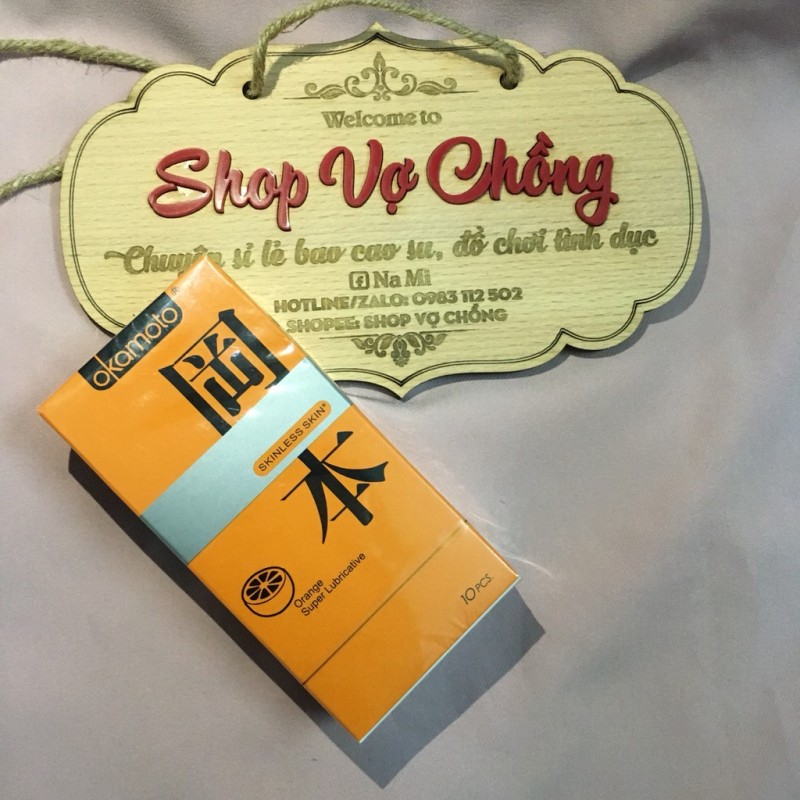 Welcome to
Shop Vợ Chồng
Chuyên sỉ lẻ bao cao su, đồ chơi tình dục
Na Mi
HOTLINE/ZALO: 0983 112 502
SHOPEE: SHOP VỢ CHỒNG
okamoto®
岡
SKINLESS SKIN®
本
Orange
Super Lubricative
10 PCS.